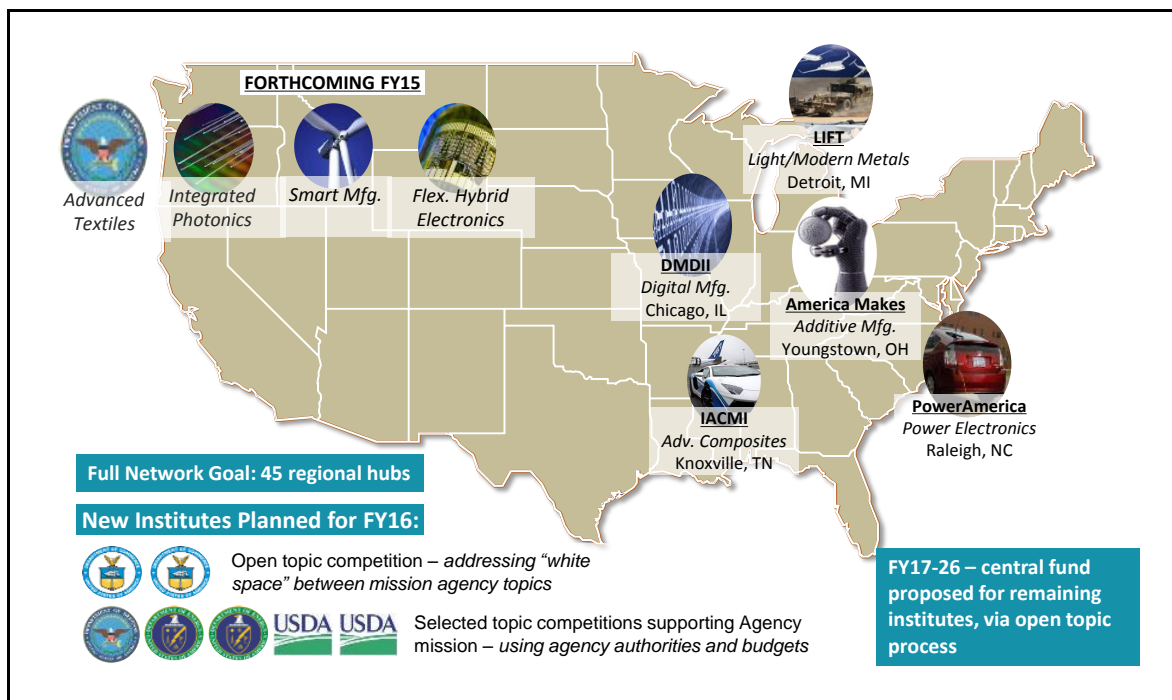 FORTHCOMING FY15
Advanced
Textiles
Integrated
Photonics
Smart Mfg.
Flex. Hybrid
Electronics
LIFT
Light/Modern Metals
Detroit, MI
DMDII
Digital Mfg.
Chicago, IL
America Makes
Additive Mfg.
Youngstown, OH
IACMI
Adv. Composites
Knoxville, TN
PowerAmerica
Power Electronics
Raleigh, NC
Full Network Goal: 45 regional hubs
New Institutes Planned for FY16:
Open topic competition – addressing “white
space” between mission agency topics
USDA
USDA
Selected topic competitions supporting Agency
mission – using agency authorities and budgets
FY17-26 – central fund
proposed for remaining
institutes, via open topic
process